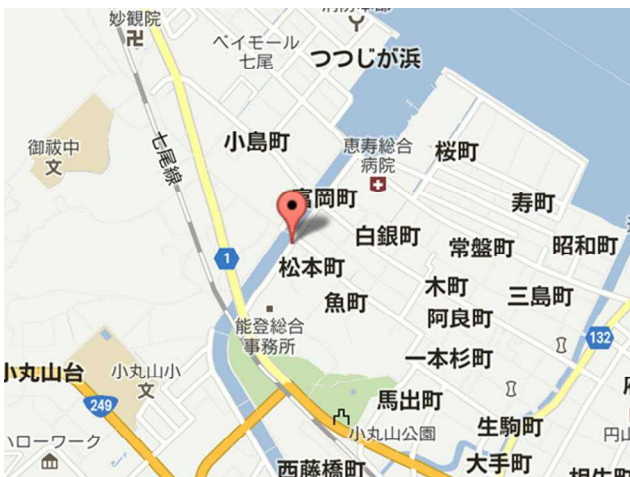 妙観院
ベイモール
七尾
つつじが浜
御祓中
文
七尾線
小島町
恵寿総合
病院
桜町
富岡町
寿町
白銀町
常盤町
昭和町
1
松本町
木町
三島町
魚町
阿良町
能登総合
事務所
132
一本杉町
小丸山台
小丸山小
文
249
馬出町
生駒町
小丸山公園
円山
ハローワーク
西藤橋町
大手町